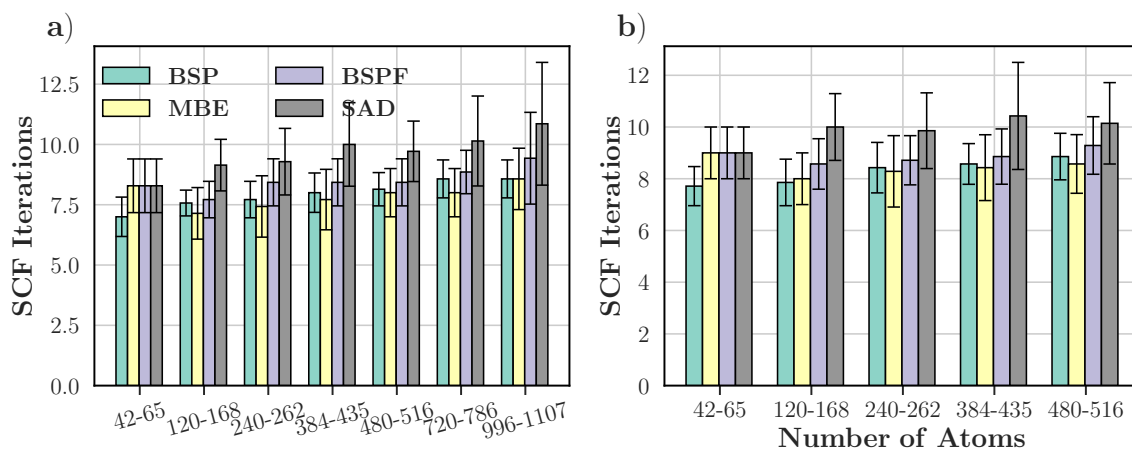 a)
BSP
MBE
BSPF
SAD
SCF Iterations
12.5
10.0
7.5
5.0
2.5
0.0
42-65
120-168
240-262
384-435
480-516
720-786
996-1107
b)
SCF Iterations
12
10
8
6
4
2
0
42-65
120-168
240-262
384-435
480-516
Number of Atoms